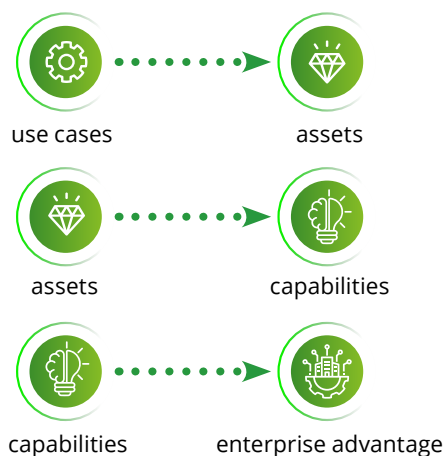 use cases
assets
assets
capabilities
capabilities
enterprise advantage